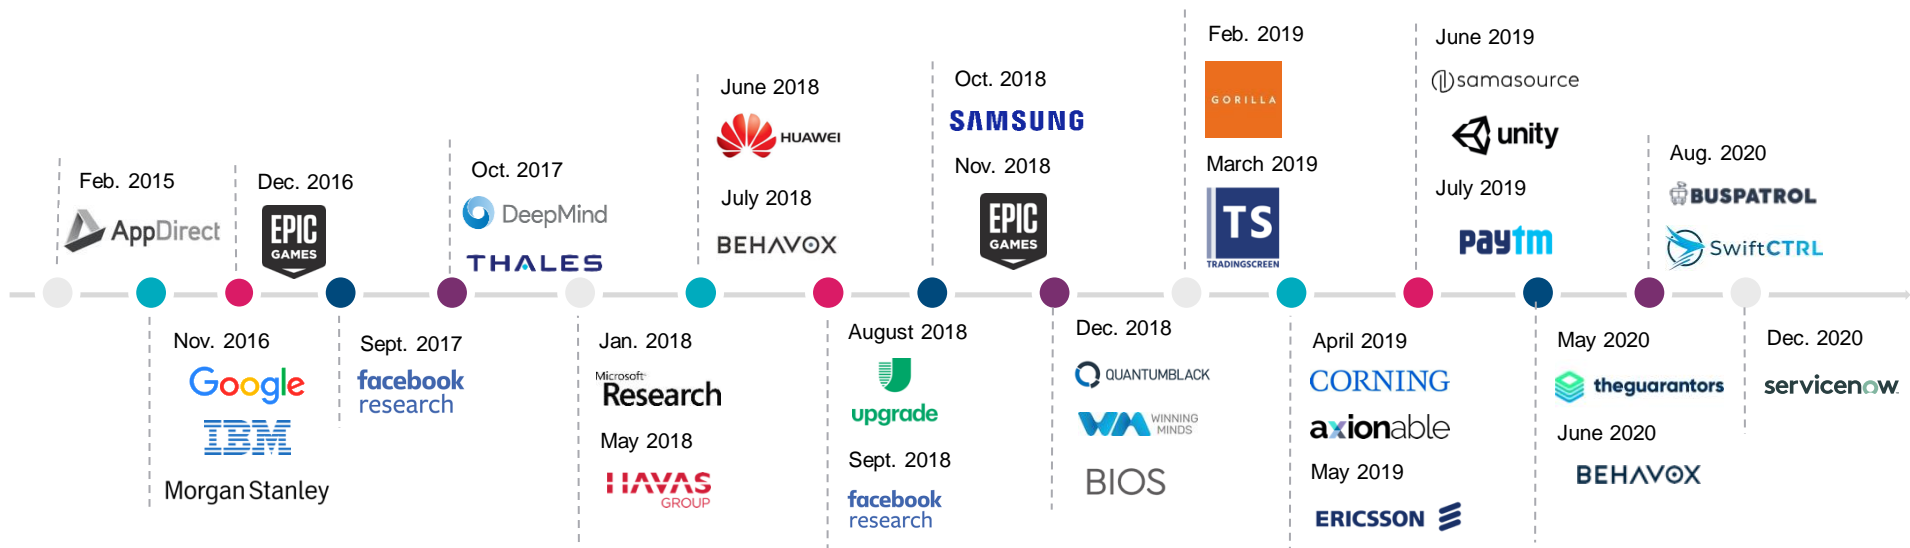 Feb. 2015
AppDirect
Nov. 2016
Google
IBM
Morgan Stanley
Dec. 2016
EPIC
GAMES
Sept. 2017
facebook
research
Oct. 2017
DeepMind
THALES
Jan. 2018
Microsoft
Research
May 2018
HAVAS
GROUP
June 2018
HUAWEI
July 2018
BEHAVOX
August 2018
upgrade
Sept. 2018
facebook
research
Oct. 2018
SAMSUNG
Nov. 2018
EPIC
GAMES
Dec. 2018
QUANTUMBLACK
WM WINNING
MINDS
BIOS
Feb. 2019
GORILLA
March 2019
TS
TRADINGSCREEN
April 2019
CORNING
axionable
May 2019
ERICSSON
June 2019
samasource
unity
July 2019
paytm
May 2020
theguarantors
June 2020
BEHAVOX
Aug. 2020
BUSPATROL
SwiftCTRL
Dec. 2020
servicenow